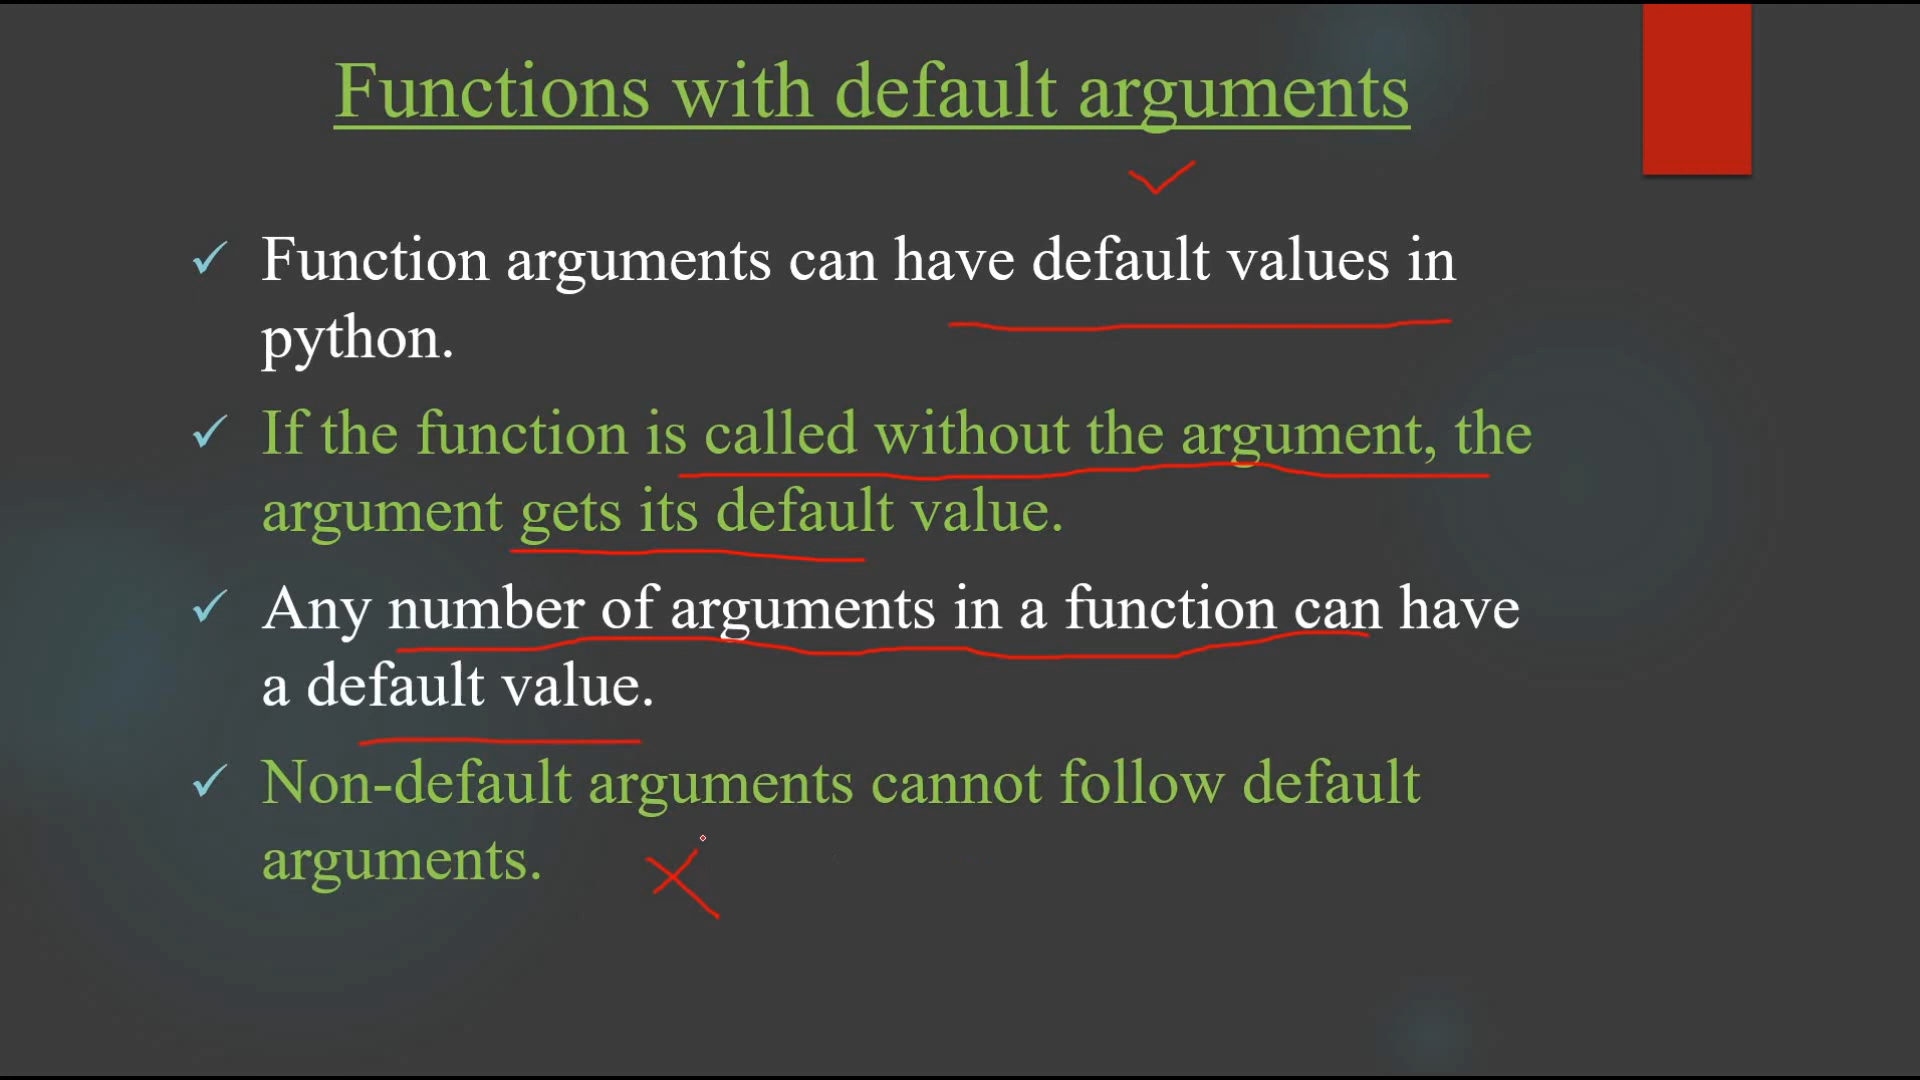 Functions with default arguments
Function arguments can have default values in
python.
If the function is called without the argument, the
argument gets its default value.
Any number of arguments in a function can have
a default value.
Non-default arguments cannot follow default
arguments.